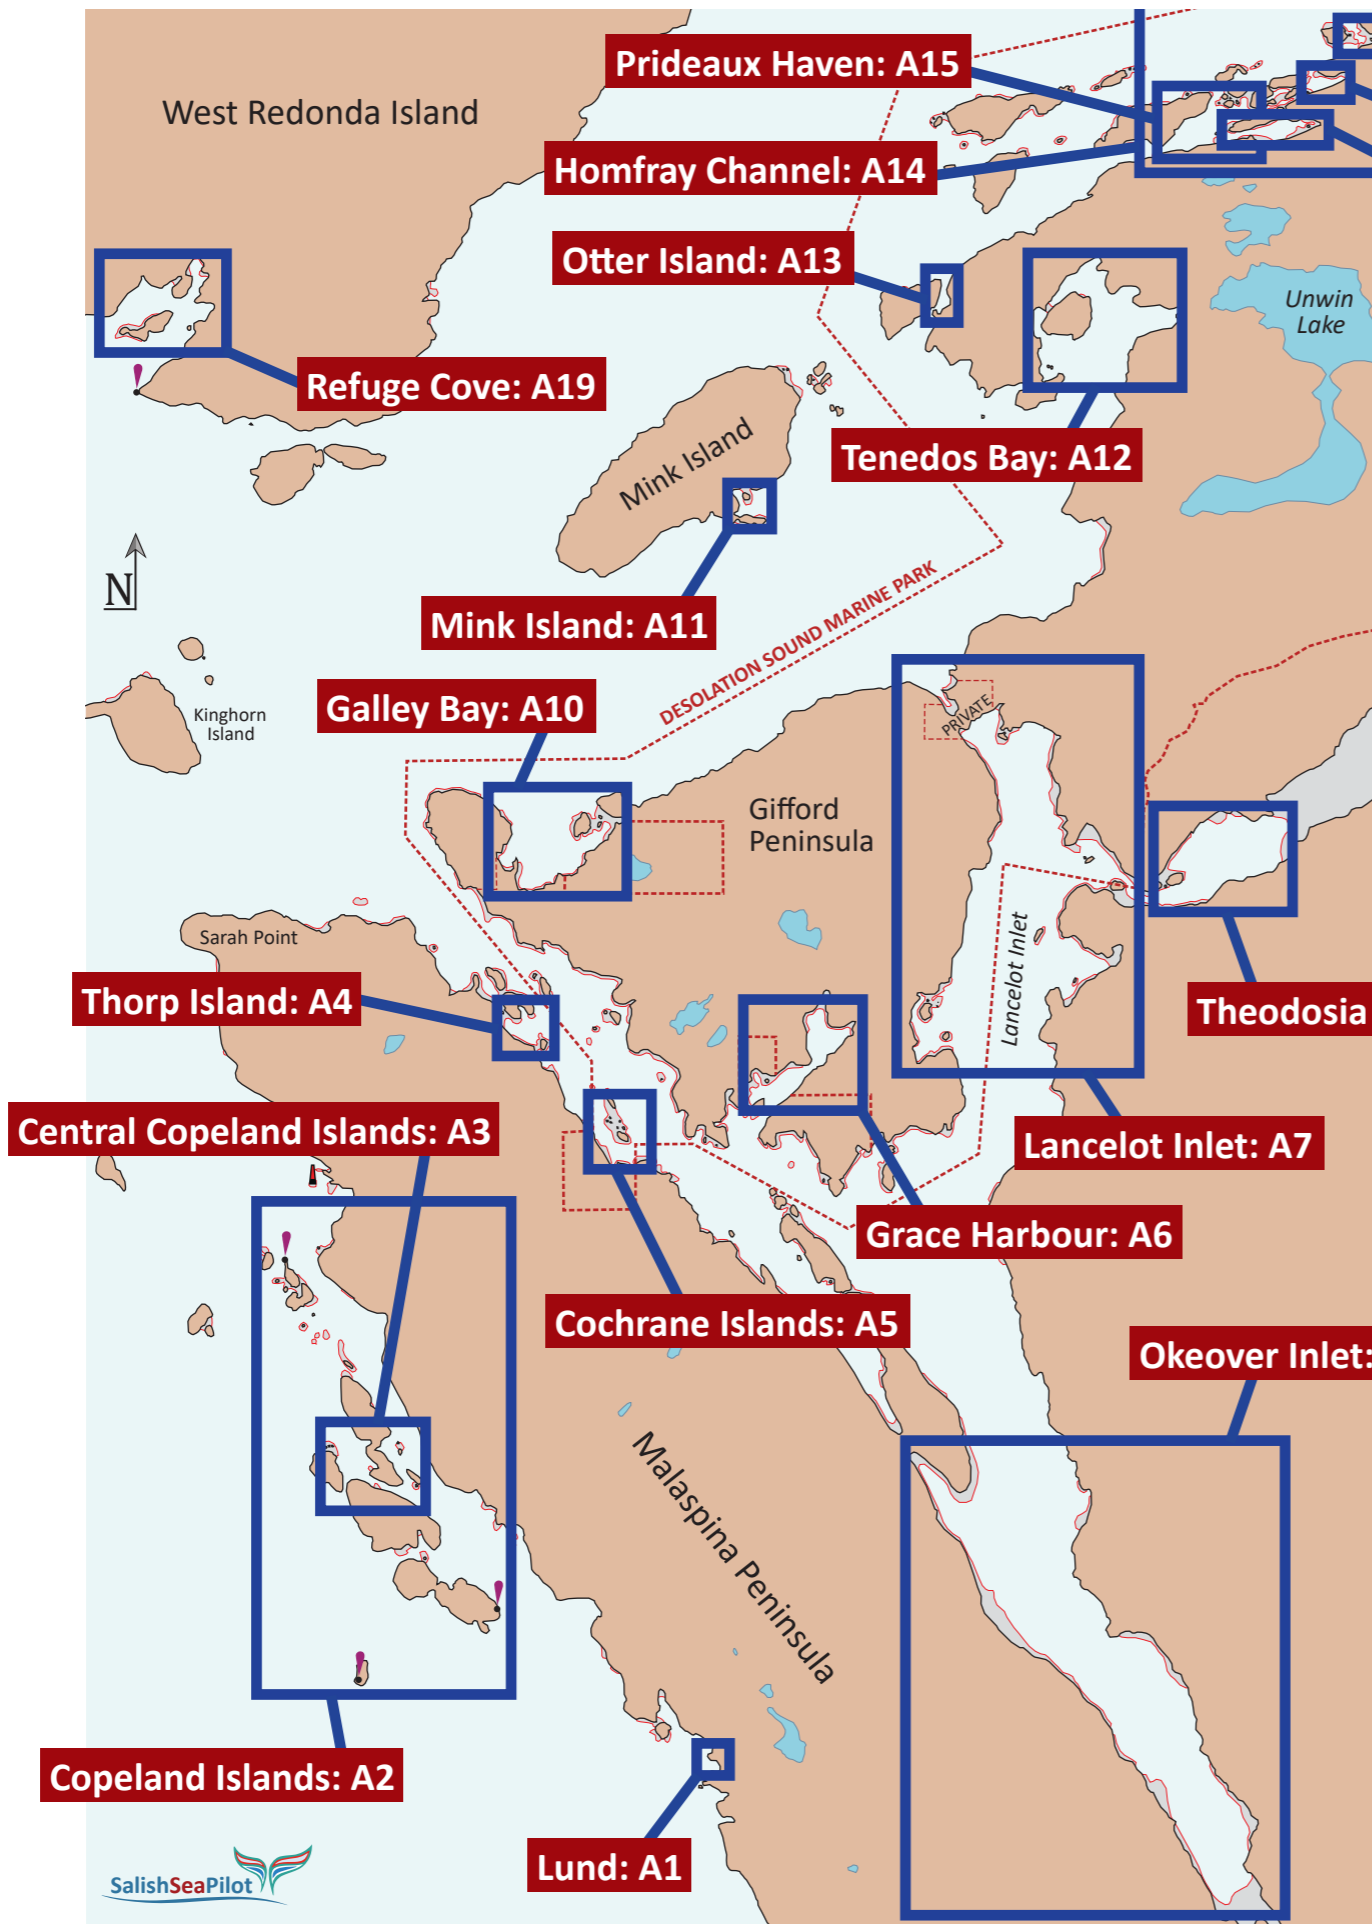 Prideaux Haven: A15
West Redonda Island
Homfray Channel: A14
Otter Island: A13
Unwin
Lake
Refuge Cove: A19
Mink Island
Tenedos Bay: A12
N
DESOLATION SOUND MARINE PARK
Mink Island: A11
Galley Bay: A10
PRIVATE
Kinghorn
Island
Gifford
Peninsula
Sarah Point
Lancelot Inlet
Thorp Island: A4
Theodosia
Central Copeland Islands: A3
Lancelot Inlet: A7
Grace Harbour: A6
Cochrane Islands: A5
Okeover Inlet:
Malaspina Peninsula
Copeland Islands: A2
Lund: A1
SalishSeaPilot